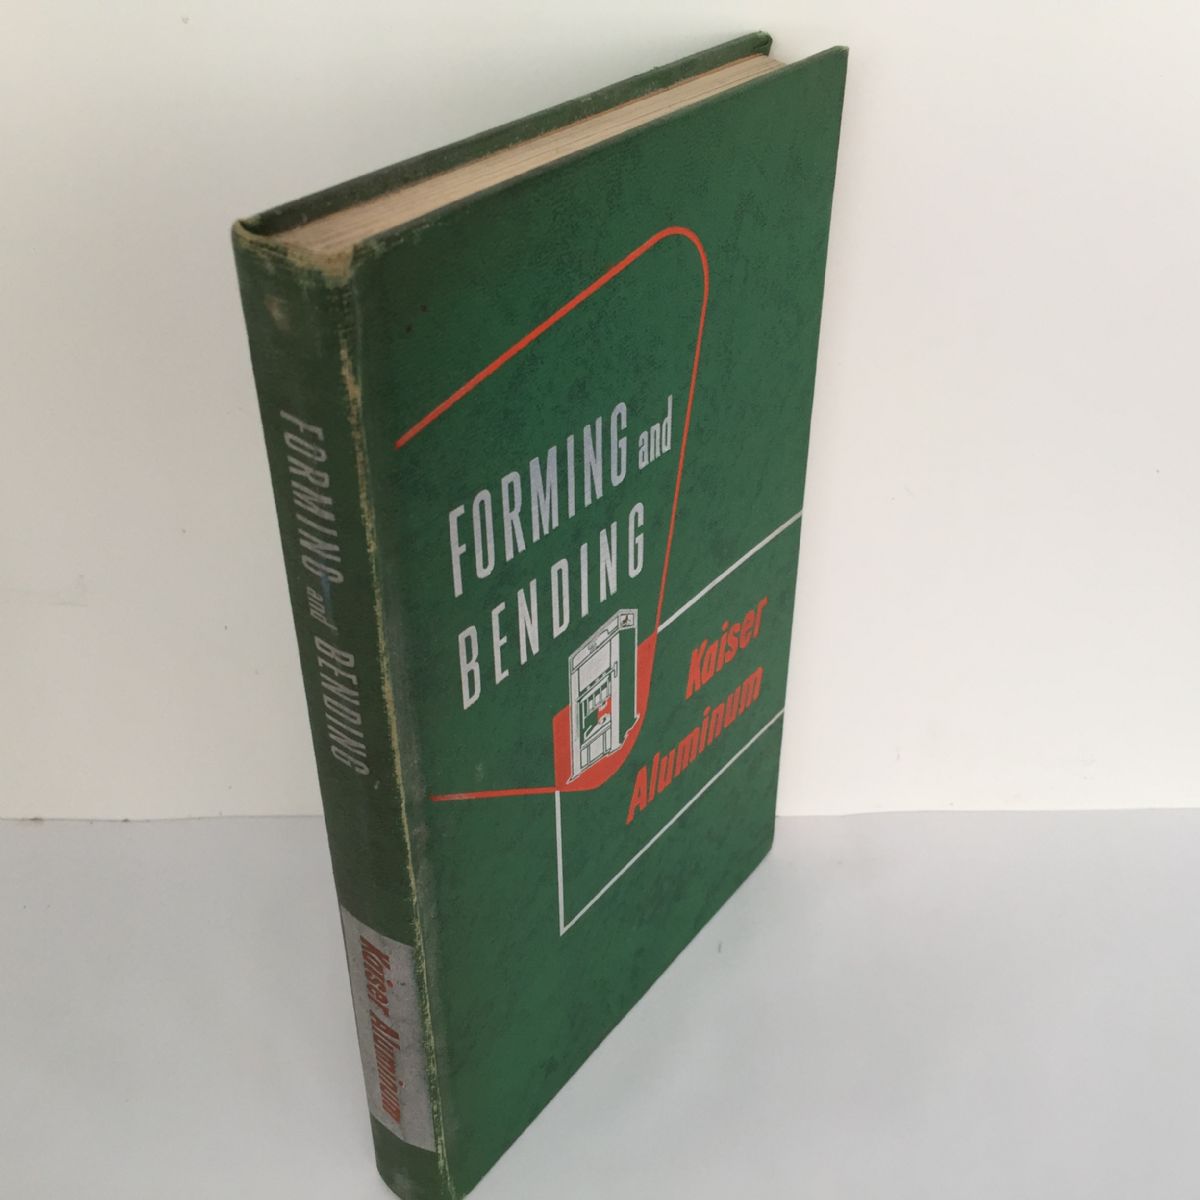 FORMING and BENDING
Kaiser Aluminum
FORMING and
BENDING
Kaiser
Aluminum